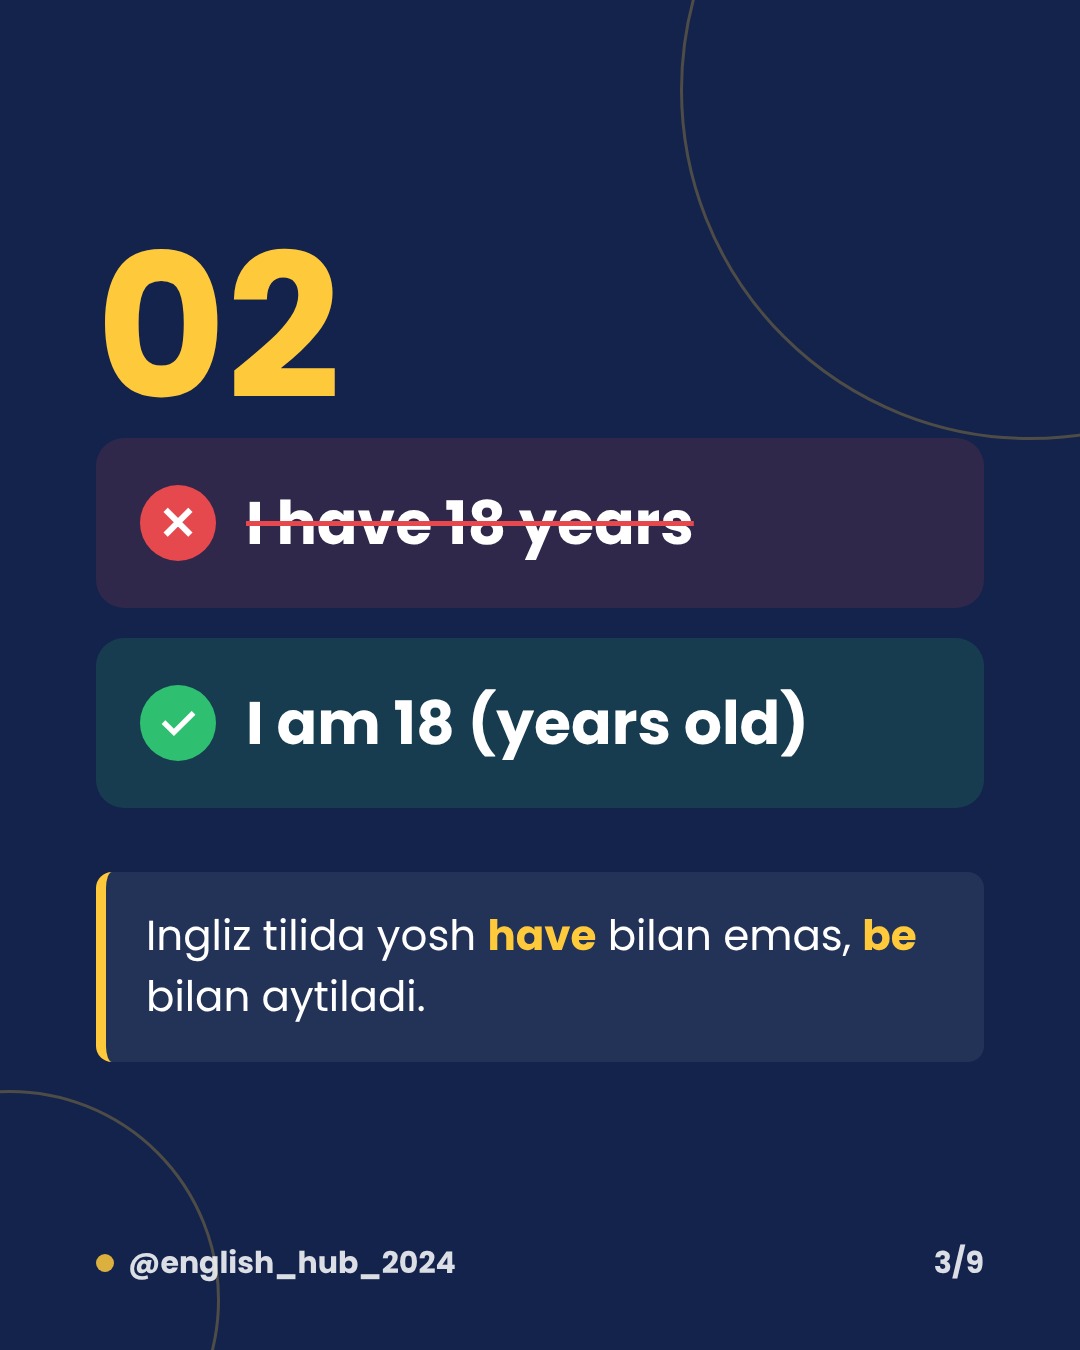 02
I have 18 years
I am 18 (years old)
Ingliz tilida yosh have bilan emas, be
bilan aytiladi.
@english_hub_2024
3/9